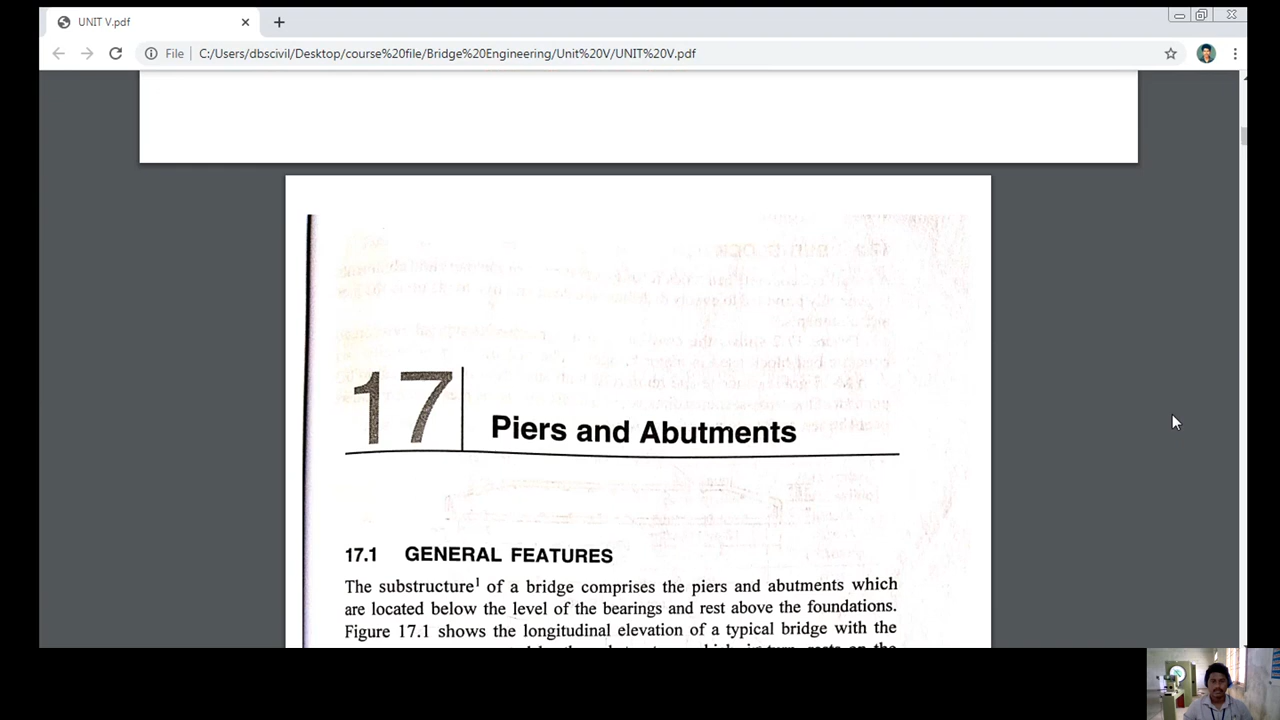 UNIT V.pdf
File
C:/Users/dbscivil/Desktop/course%20file/Bridge%20Engineering/Unit%20V/UNIT%20V.pdf
17
Piers and Abutments
17.1 GENERAL FEATURES
The substructure¹ of a bridge comprises the piers and abutments which
are located below the level of the bearings and rest above the foundations.
Figure 17.1 shows the longitudinal elevation of a typical bridge with the